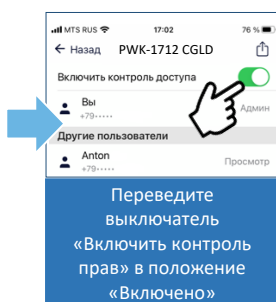 MTS RUS 17:02 76 %
Назад PWK-1712 CGLD
Включить контроль доступа
Вы
+79····· Админ
Другие пользователи
Anton
+79····· Просмотр
Переведите
выключатель
«Включить контроль
прав» в положение
«Включено»